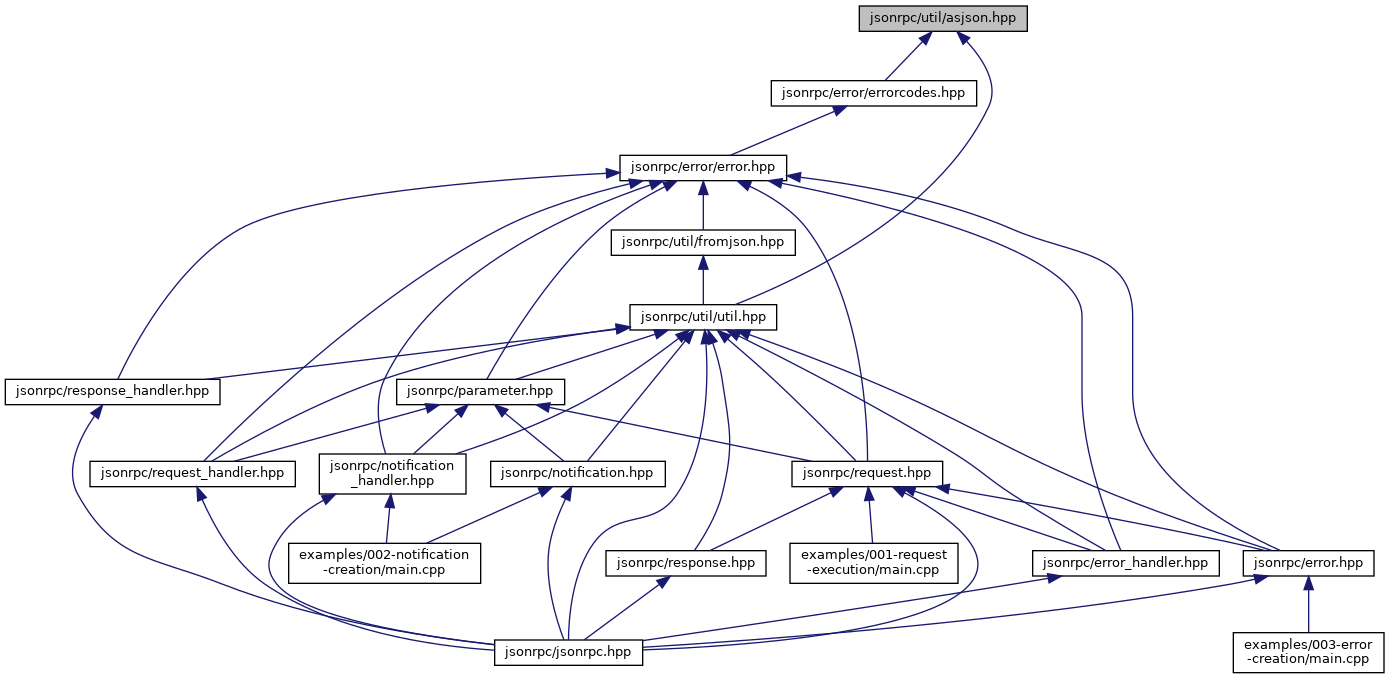 jsonrpc/util/asjson.hpp
jsonrpc/error/errorcodes.hpp
jsonrpc/error/error.hpp
jsonrpc/util/fromjson.hpp
jsonrpc/util/util.hpp
jsonrpc/response_handler.hpp
jsonrpc/parameter.hpp
jsonrpc/request_handler.hpp
jsonrpc/notification
_handler.hpp
jsonrpc/notification.hpp
jsonrpc/request.hpp
examples/002-notification
-creation/main.cpp
jsonrpc/response.hpp
examples/001-request
-execution/main.cpp
jsonrpc/error_handler.hpp
jsonrpc/error.hpp
jsonrpc/jsonrpc.hpp
examples/003-error
-creation/main.cpp